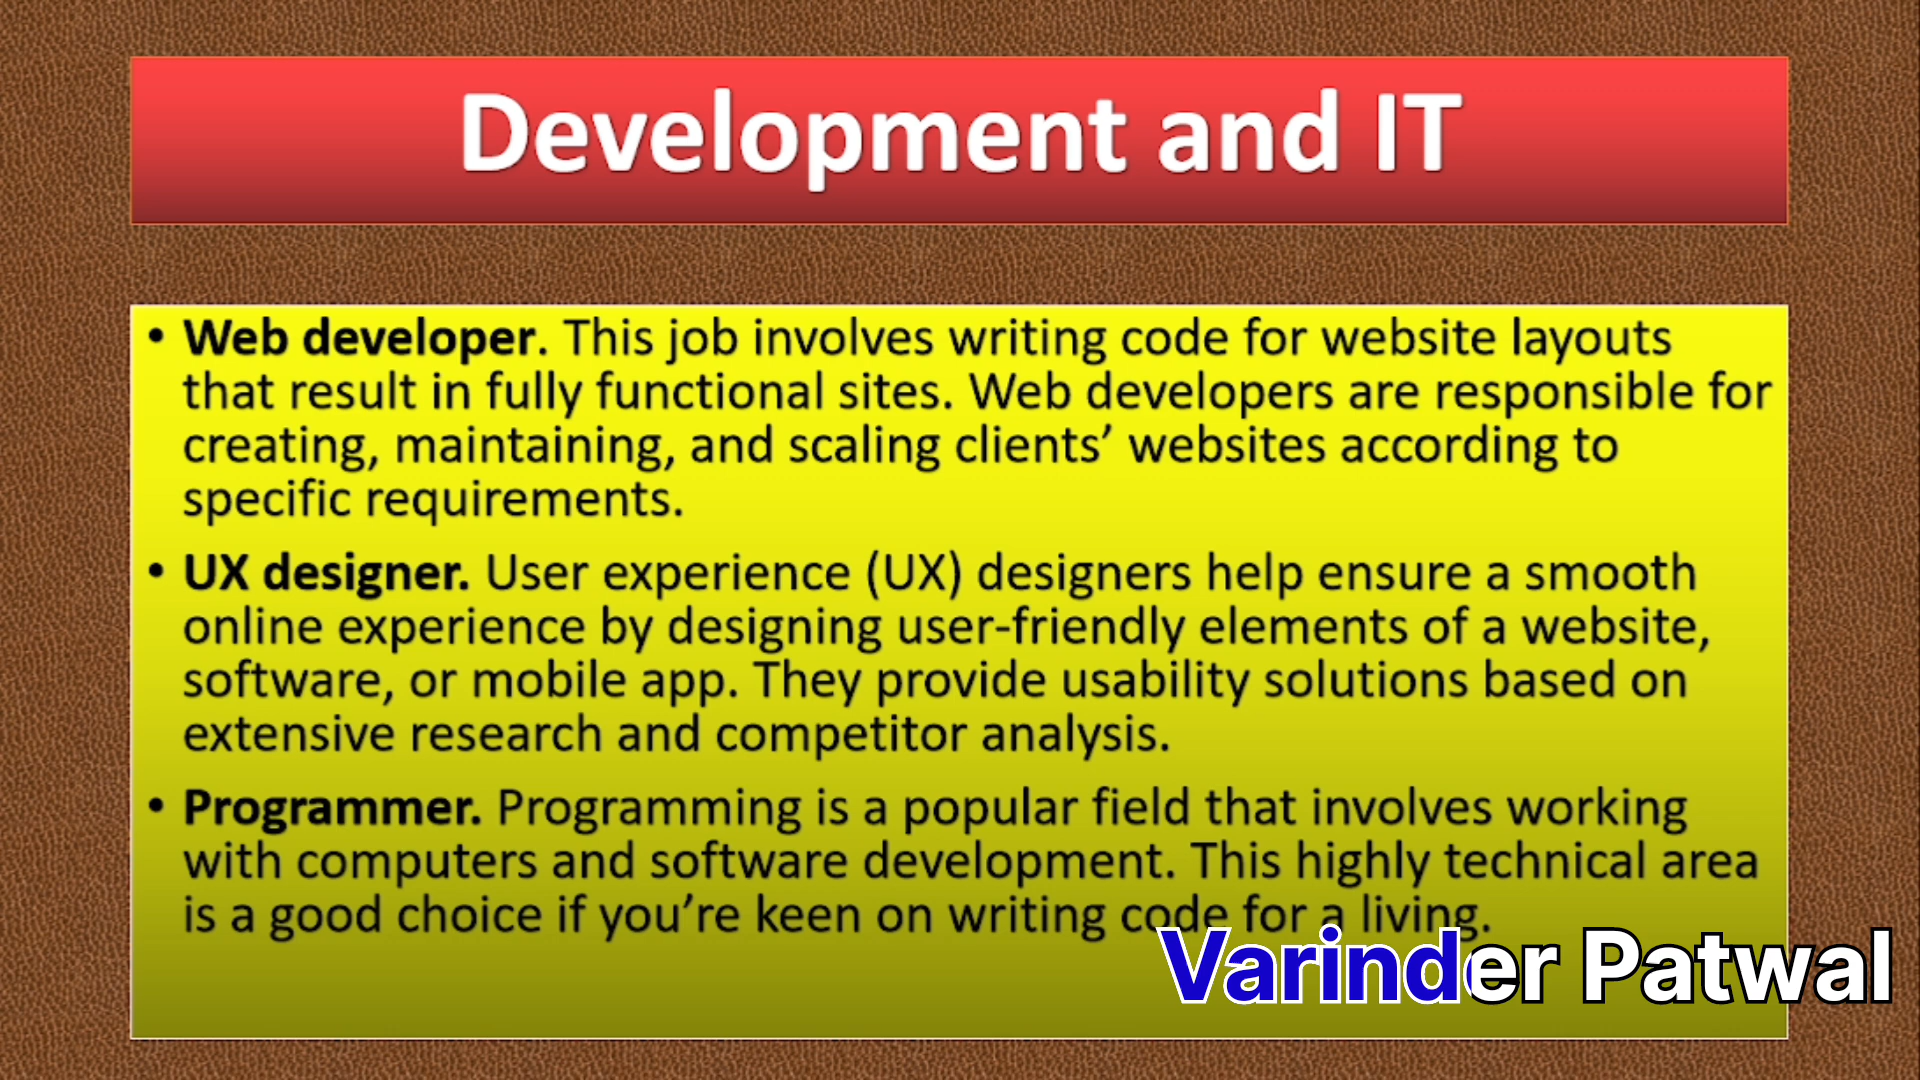 Development and IT
• Web developer. This job involves writing code for website layouts
that result in fully functional sites. Web developers are responsible for
creating, maintaining, and scaling clients’ websites according to
specific requirements.
• UX designer. User experience (UX) designers help ensure a smooth
online experience by designing user-friendly elements of a website,
software, or mobile app. They provide usability solutions based on
extensive research and competitor analysis.
• Programmer. Programming is a popular field that involves working
with computers and software development. This highly technical area
is a good choice if you’re keen on writing code for a living.
Varinder Patwal